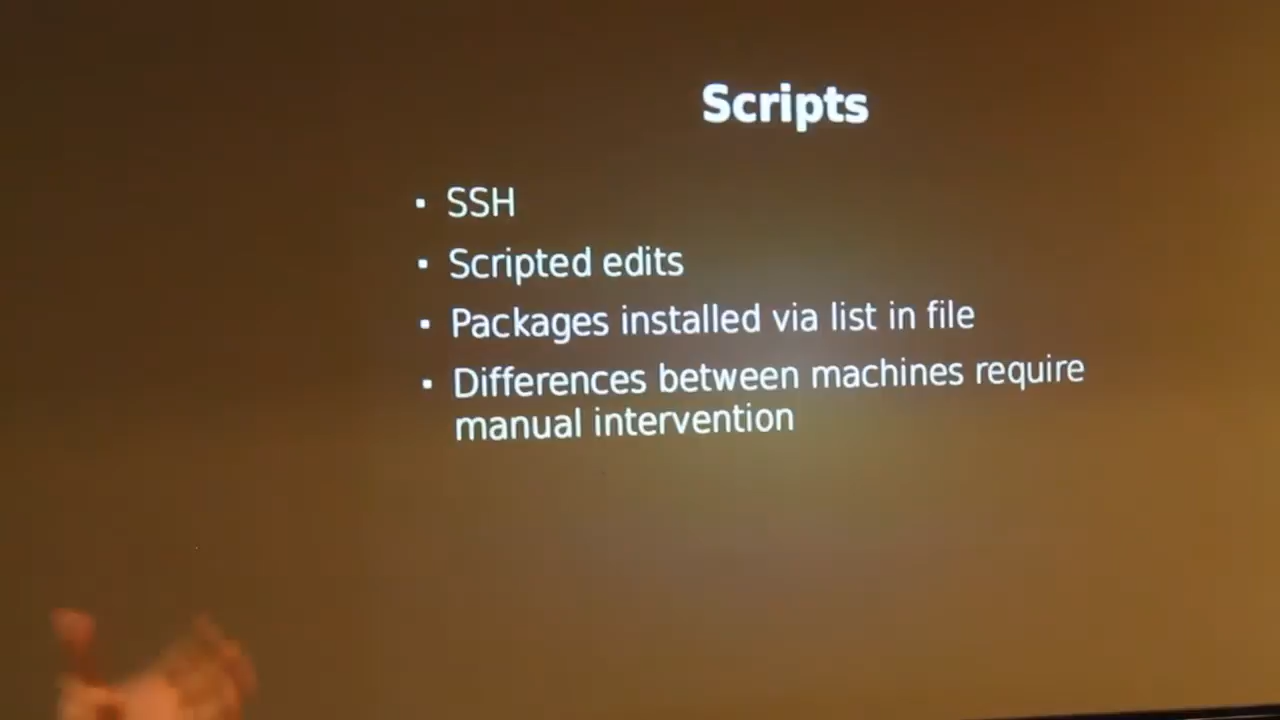 Scripts
▪ SSH
▪ Scripted edits
▪ Packages installed via list in file
▪ Differences between machines require
manual intervention